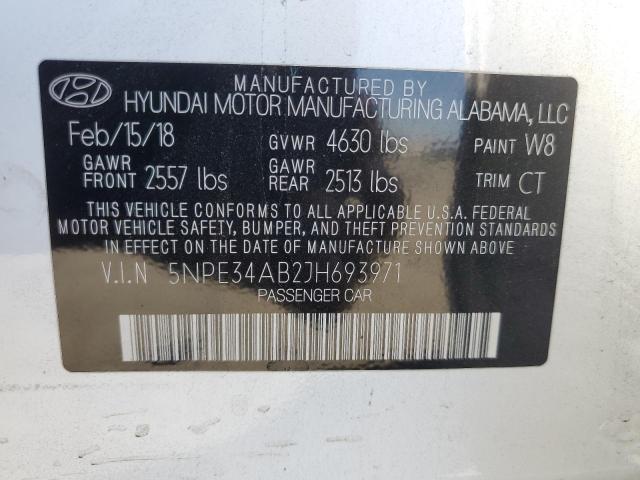 MANUFACTURED BY
HYUNDAI MOTOR MANUFACTURING ALABAMA, LLC
Feb/15/18 GVWR 4630 lbs PAINT W8
GAWR FRONT 2557 lbs GAWR REAR 2513 lbs TRIM CT
THIS VEHICLE CONFORMS TO ALL APPLICABLE U.S.A. FEDERAL
MOTOR VEHICLE SAFETY, BUMPER, AND THEFT PREVENTION STANDARDS
IN EFFECT ON THE DATE OF MANUFACTURE SHOWN ABOVE.
V.I.N 5NPE34AB2JH693971
PASSENGER CAR